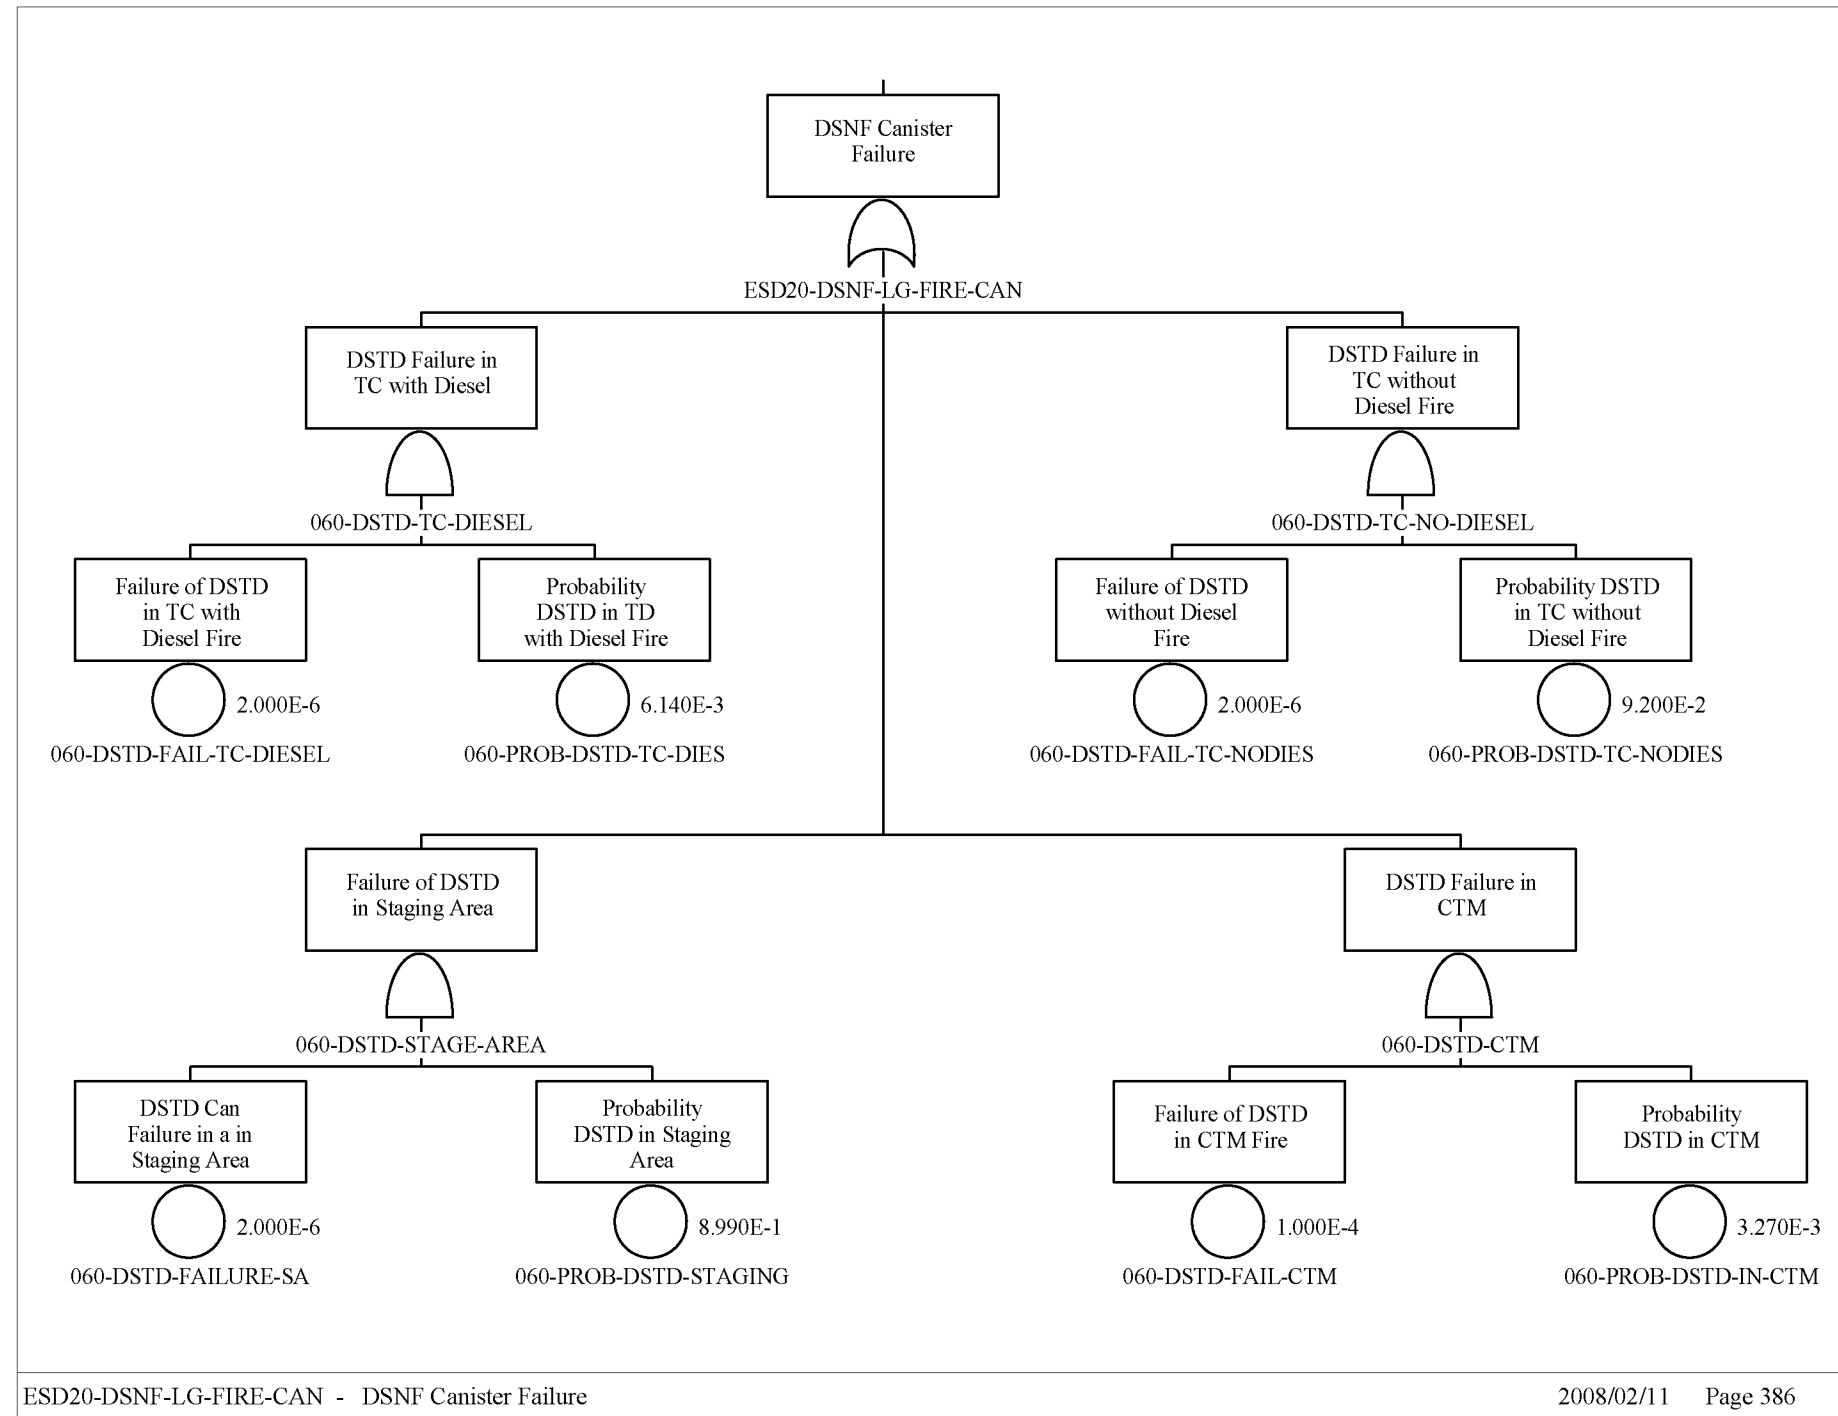 DSNF Canister
Failure
ESD20-DSNF-LG-FIRE-CAN
DSTD Failure in
TC with Diesel
060-DSTD-TC-DIESEL
DSTD Failure in
TC without
Diesel Fire
060-DSTD-TC-NO-DIESEL
Failure of DSTD
in TC with
Diesel Fire
2.000E-6
060-DSTD-FAIL-TC-DIESEL
Probability
DSTD in TD
with Diesel Fire
6.140E-3
060-PROB-DSTD-TC-DIES
Failure of DSTD
without Diesel
Fire
2.000E-6
060-DSTD-FAIL-TC-NODIES
Probability DSTD
in TC without
Diesel Fire
9.200E-2
060-PROB-DSTD-TC-NODIES
Failure of DSTD
in Staging Area
060-DSTD-STAGE-AREA
DSTD Failure in
CTM
060-DSTD-CTM
DSTD Can
Failure in a in
Staging Area
2.000E-6
060-DSTD-FAILURE-SA
Probability
DSTD in Staging
Area
8.990E-1
060-PROB-DSTD-STAGING
Failure of DSTD
in CTM Fire
1.000E-4
060-DSTD-FAIL-CTM
Probability
DSTD in CTM
3.270E-3
060-PROB-DSTD-IN-CTM
ESD20-DSNF-LG-FIRE-CAN - DSNF Canister Failure
2008/02/11 Page 386